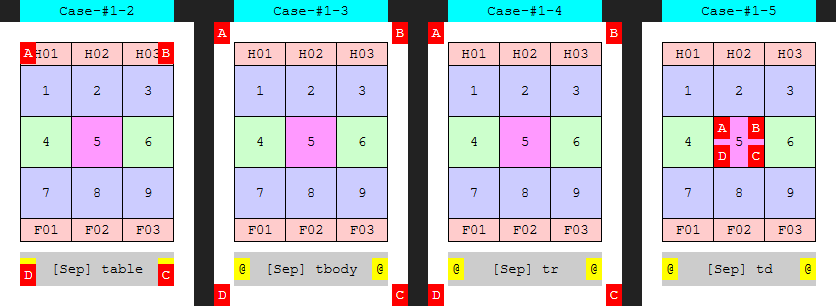 Case-#1-2 Case-#1-3 Case-#1-4 Case-#1-5
A B A B
A H01 H02 H03 B H01 H02 H03 H01 H02 H03 H01 H02 H03
1 2 3 1 2 3 1 2 3 1 2 3
A B
4 5 6 4 5 6 4 5 6 4 5 6
D C
7 8 9 7 8 9 7 8 9 7 8 9
F01 F02 F03 F01 F02 F03 F01 F02 F03 F01 F02 F03
[Sep] table @ [Sep] tbody @ @ [Sep] tr @ @ [Sep] td @
D C
D C D C